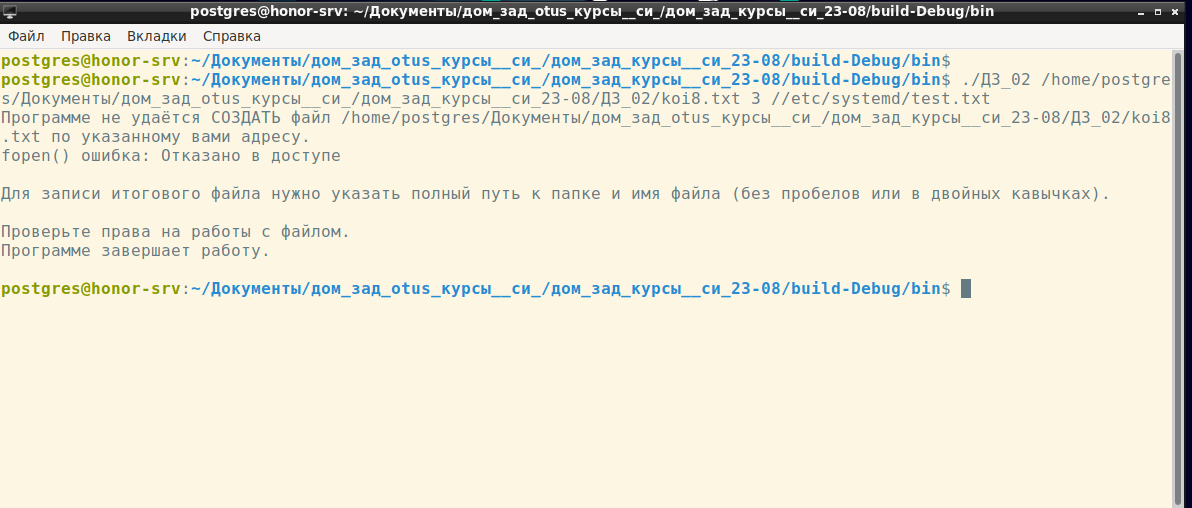 postgres@honor-srv: ~/Документы/дом_зад_otus_курсы__си_/дом_зад_курсы__си_23-08/build-Debug/bin
Файл Правка Вкладки Справка
postgres@honor-srv:~/Документы/дом_зад_otus_курсы__си_/дом_зад_курсы__си_23-08/build-Debug/bin$
postgres@honor-srv:~/Документы/дом_зад_otus_курсы__си_/дом_зад_курсы__си_23-08/build-Debug/bin$ ./ДЗ_02 /home/postgre
s/Документы/дом_зад_otus_курсы__си_/дом_зад_курсы__си_23-08/ДЗ_02/koi8.txt 3 //etc/systemd/test.txt
Программе не удаётся СОЗДАТЬ файл /home/postgres/Документы/дом_зад_otus_курсы__си_/дом_зад_курсы__си_23-08/ДЗ_02/koi8
.txt по указанному вами адресу.
fopen() ошибка: Отказано в доступе
Для записи итогового файла нужно указать полный путь к папке и имя файла (без пробелов или в двойных кавычках).
Проверьте права на работы с файлом.
Программе завершает работу.
postgres@honor-srv:~/Документы/дом_зад_otus_курсы__си_/дом_зад_курсы__си_23-08/build-Debug/bin$